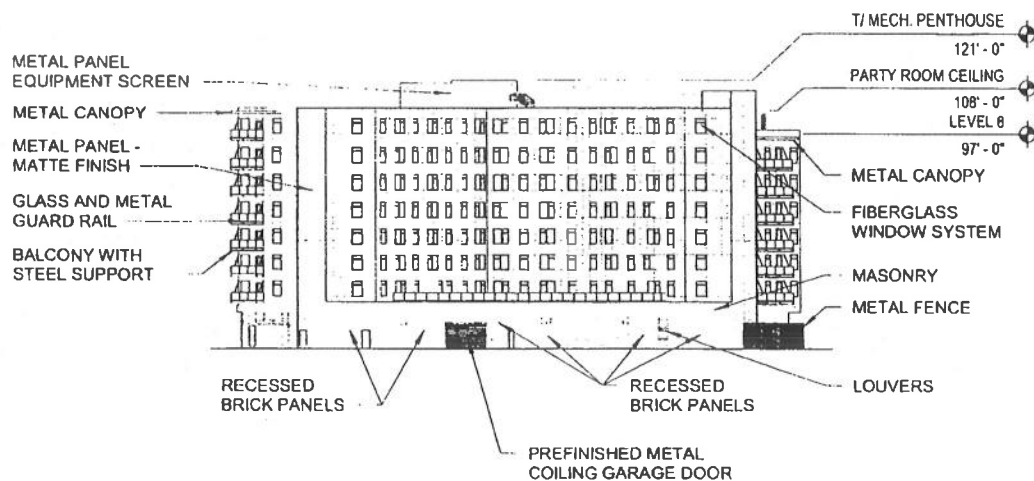 T/ MECH. PENTHOUSE
121' - 0"
PARTY ROOM CEILING
108' - 0"
LEVEL 8
97' - 0"
METAL PANEL
EQUIPMENT SCREEN
METAL CANOPY
METAL PANEL -
MATTE FINISH
GLASS AND METAL
GUARD RAIL
BALCONY WITH
STEEL SUPPORT
METAL CANOPY
FIBERGLASS
WINDOW SYSTEM
MASONRY
METAL FENCE
LOUVERS
RECESSED
BRICK PANELS
RECESSED
BRICK PANELS
PREFINISHED METAL
COILING GARAGE DOOR